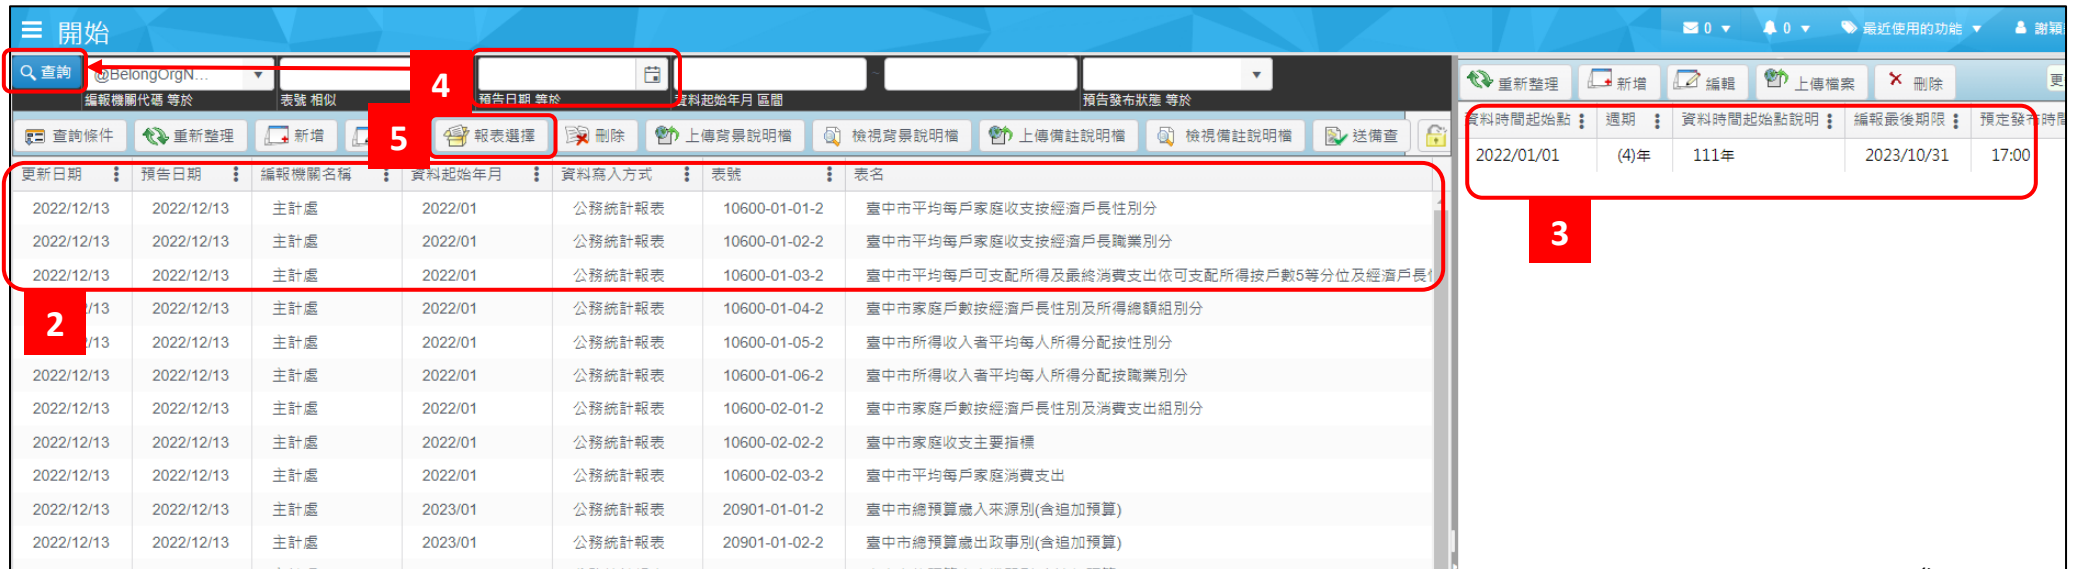 開始
0
0
最近使用的功能
謝穎
查詢
@BelongOrgN...
4
~
編報機關代碼 等於
表號 相似
預告日期 等於
資料起始年月 區間
預告發布狀態 等於
重新整理
新增
編輯
上傳檔案
刪除
更
查詢條件
重新整理
新增
5
報表選擇
刪除
上傳背景說明檔
檢視背景說明檔
上傳備註說明檔
檢視備註說明檔
送備查
資料時間起始點 週期 資料時間起始點說明 編報最後期限 預定發布時間
2022/01/01 (4)年 111年 2023/10/31 17:00
3
更新日期 預告日期 編報機關名稱 資料起始年月 資料寫入方式 表號 表名
2022/12/13 2022/12/13 主計處 2022/01 公務統計報表 10600-01-01-2 臺中市平均每戶家庭收支按經濟戶長性別分
2022/12/13 2022/12/13 主計處 2022/01 公務統計報表 10600-01-02-2 臺中市平均每戶家庭收支按經濟戶長職業別分
2022/12/13 2022/12/13 主計處 2022/01 公務統計報表 10600-01-03-2 臺中市平均每戶可支配所得及最終消費支出依可支配所得按戶數5等分位及經濟戶長
2
/13 2022/12/13 主計處 2022/01 公務統計報表 10600-01-04-2 臺中市家庭戶數按經濟戶長性別及所得總額組別分
/13 2022/12/13 主計處 2022/01 公務統計報表 10600-01-05-2 臺中市所得收入者平均每人所得分配按性別分
2022/12/13 2022/12/13 主計處 2022/01 公務統計報表 10600-01-06-2 臺中市所得收入者平均每人所得分配按職業別分
2022/12/13 2022/12/13 主計處 2022/01 公務統計報表 10600-02-01-2 臺中市家庭戶數按經濟戶長性別及消費支出組別分
2022/12/13 2022/12/13 主計處 2022/01 公務統計報表 10600-02-02-2 臺中市家庭收支主要指標
2022/12/13 2022/12/13 主計處 2022/01 公務統計報表 10600-02-03-2 臺中市平均每戶家庭消費支出
2022/12/13 2022/12/13 主計處 2023/01 公務統計報表 20901-01-01-2 臺中市總預算歲入來源別(含追加預算)
2022/12/13 2022/12/13 主計處 2023/01 公務統計報表 20901-01-02-2 臺中市總預算歲出政事別(含追加預算)